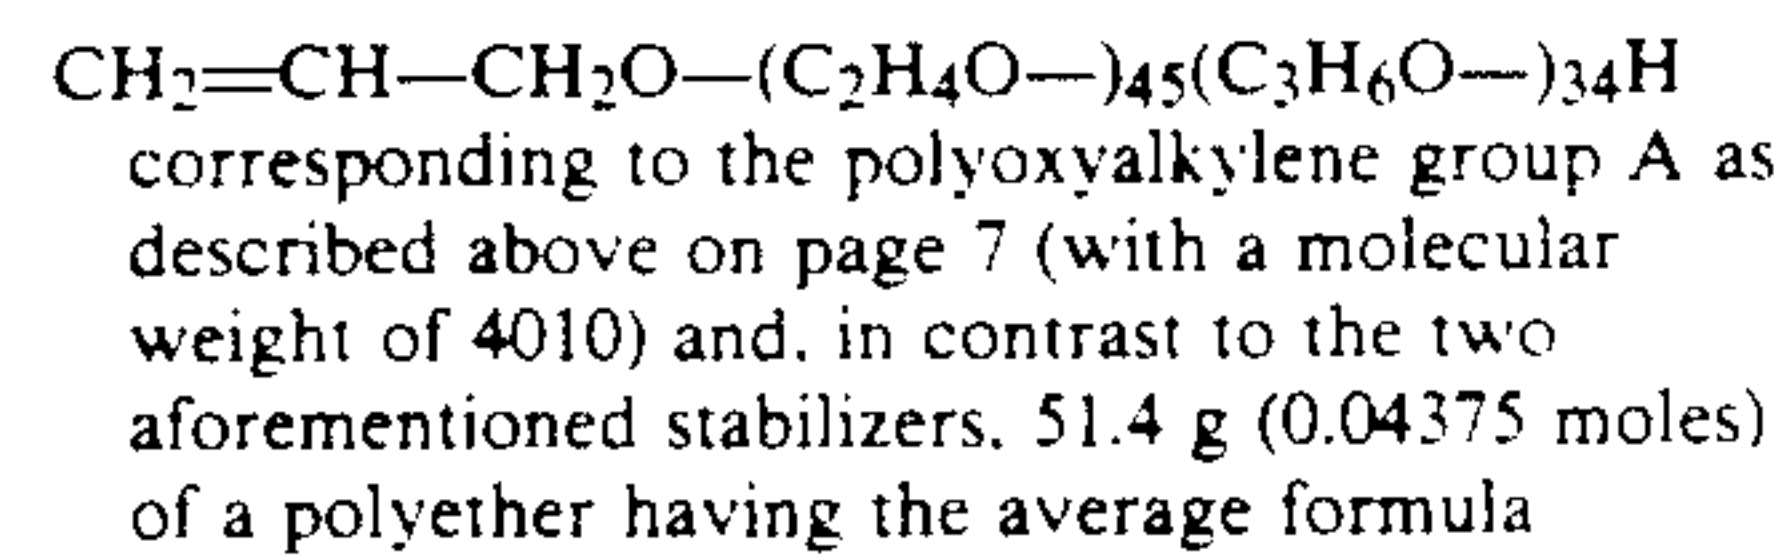 CH₂=CH—CH₂O—(C₂H₄O—)₄₅(C₃H₆O—)₃₄H
corresponding to the polyoxyalkylene group A as
described above on page 7 (with a molecular
weight of 4010) and. in contrast to the two
aforementioned stabilizers. 51.4 g (0.04375 moles)
of a polyether having the average formula